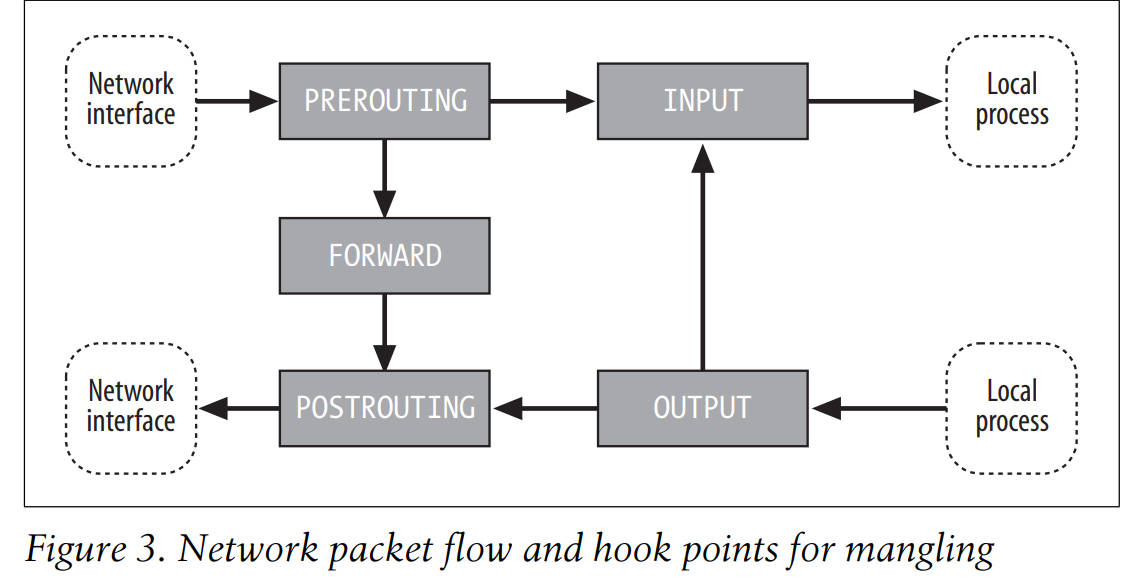 Network
interface
PREROUTING
INPUT
Local
process
FORWARD
Network
interface
POSTROUTING
OUTPUT
Local
process
Figure 3. Network packet flow and hook points for mangling